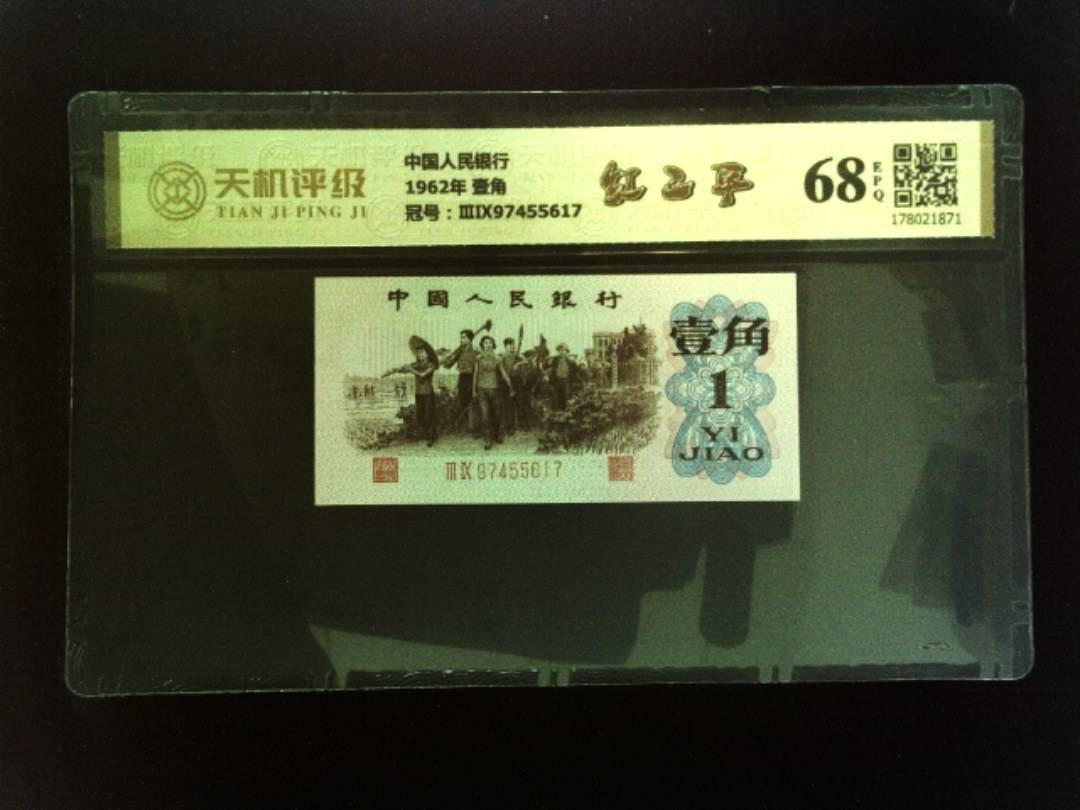 天机评级
TIAN JI PING JI
中国人民银行
1962年 壹角
冠号：ⅢⅨ97455617
红二平
68
EPQ
178021871
中國人民銀行
壹角
1
YI
JIAO
ⅢⅨ97455617